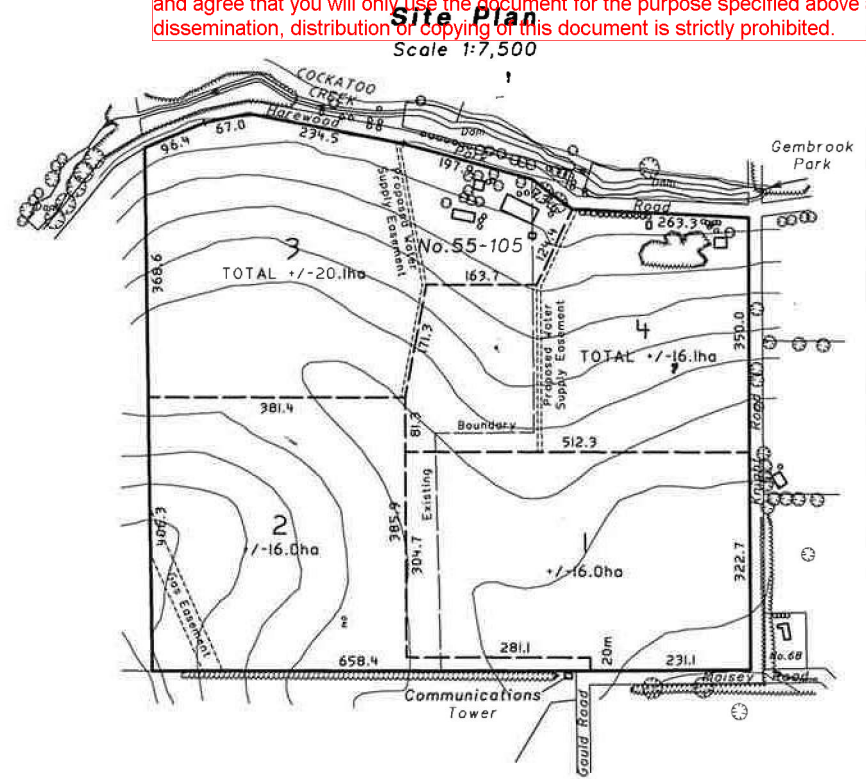 and agree that you will only use the document for the purpose specified above
dissemination, distribution or copying of this document is strictly prohibited.
Site Plan
Scale 1:7,500
COCKATOO
CREEK
Harewood
Park
Road
Dam
Dam
Gembrook
Park
96.4
67.0
234.5
197.
263.3
Proposed Water
Supply Easement
No.55-105
124.4
163.7
3
TOTAL +/-20.1ha
368.6
171.3
4
TOTAL +/-16.1ha
Proposed Water
Supply Easement
350.0
Knight Road
381.4
81.3
Boundary
512.3
Existing
2
+/-16.0ha
406.3
385.9
304.7
1
+/-16.0ha
322.7
Gas Easement
281.1
20m
231.1
658.4
No.68
Maisey Road
Communications
Tower
Gauld Road